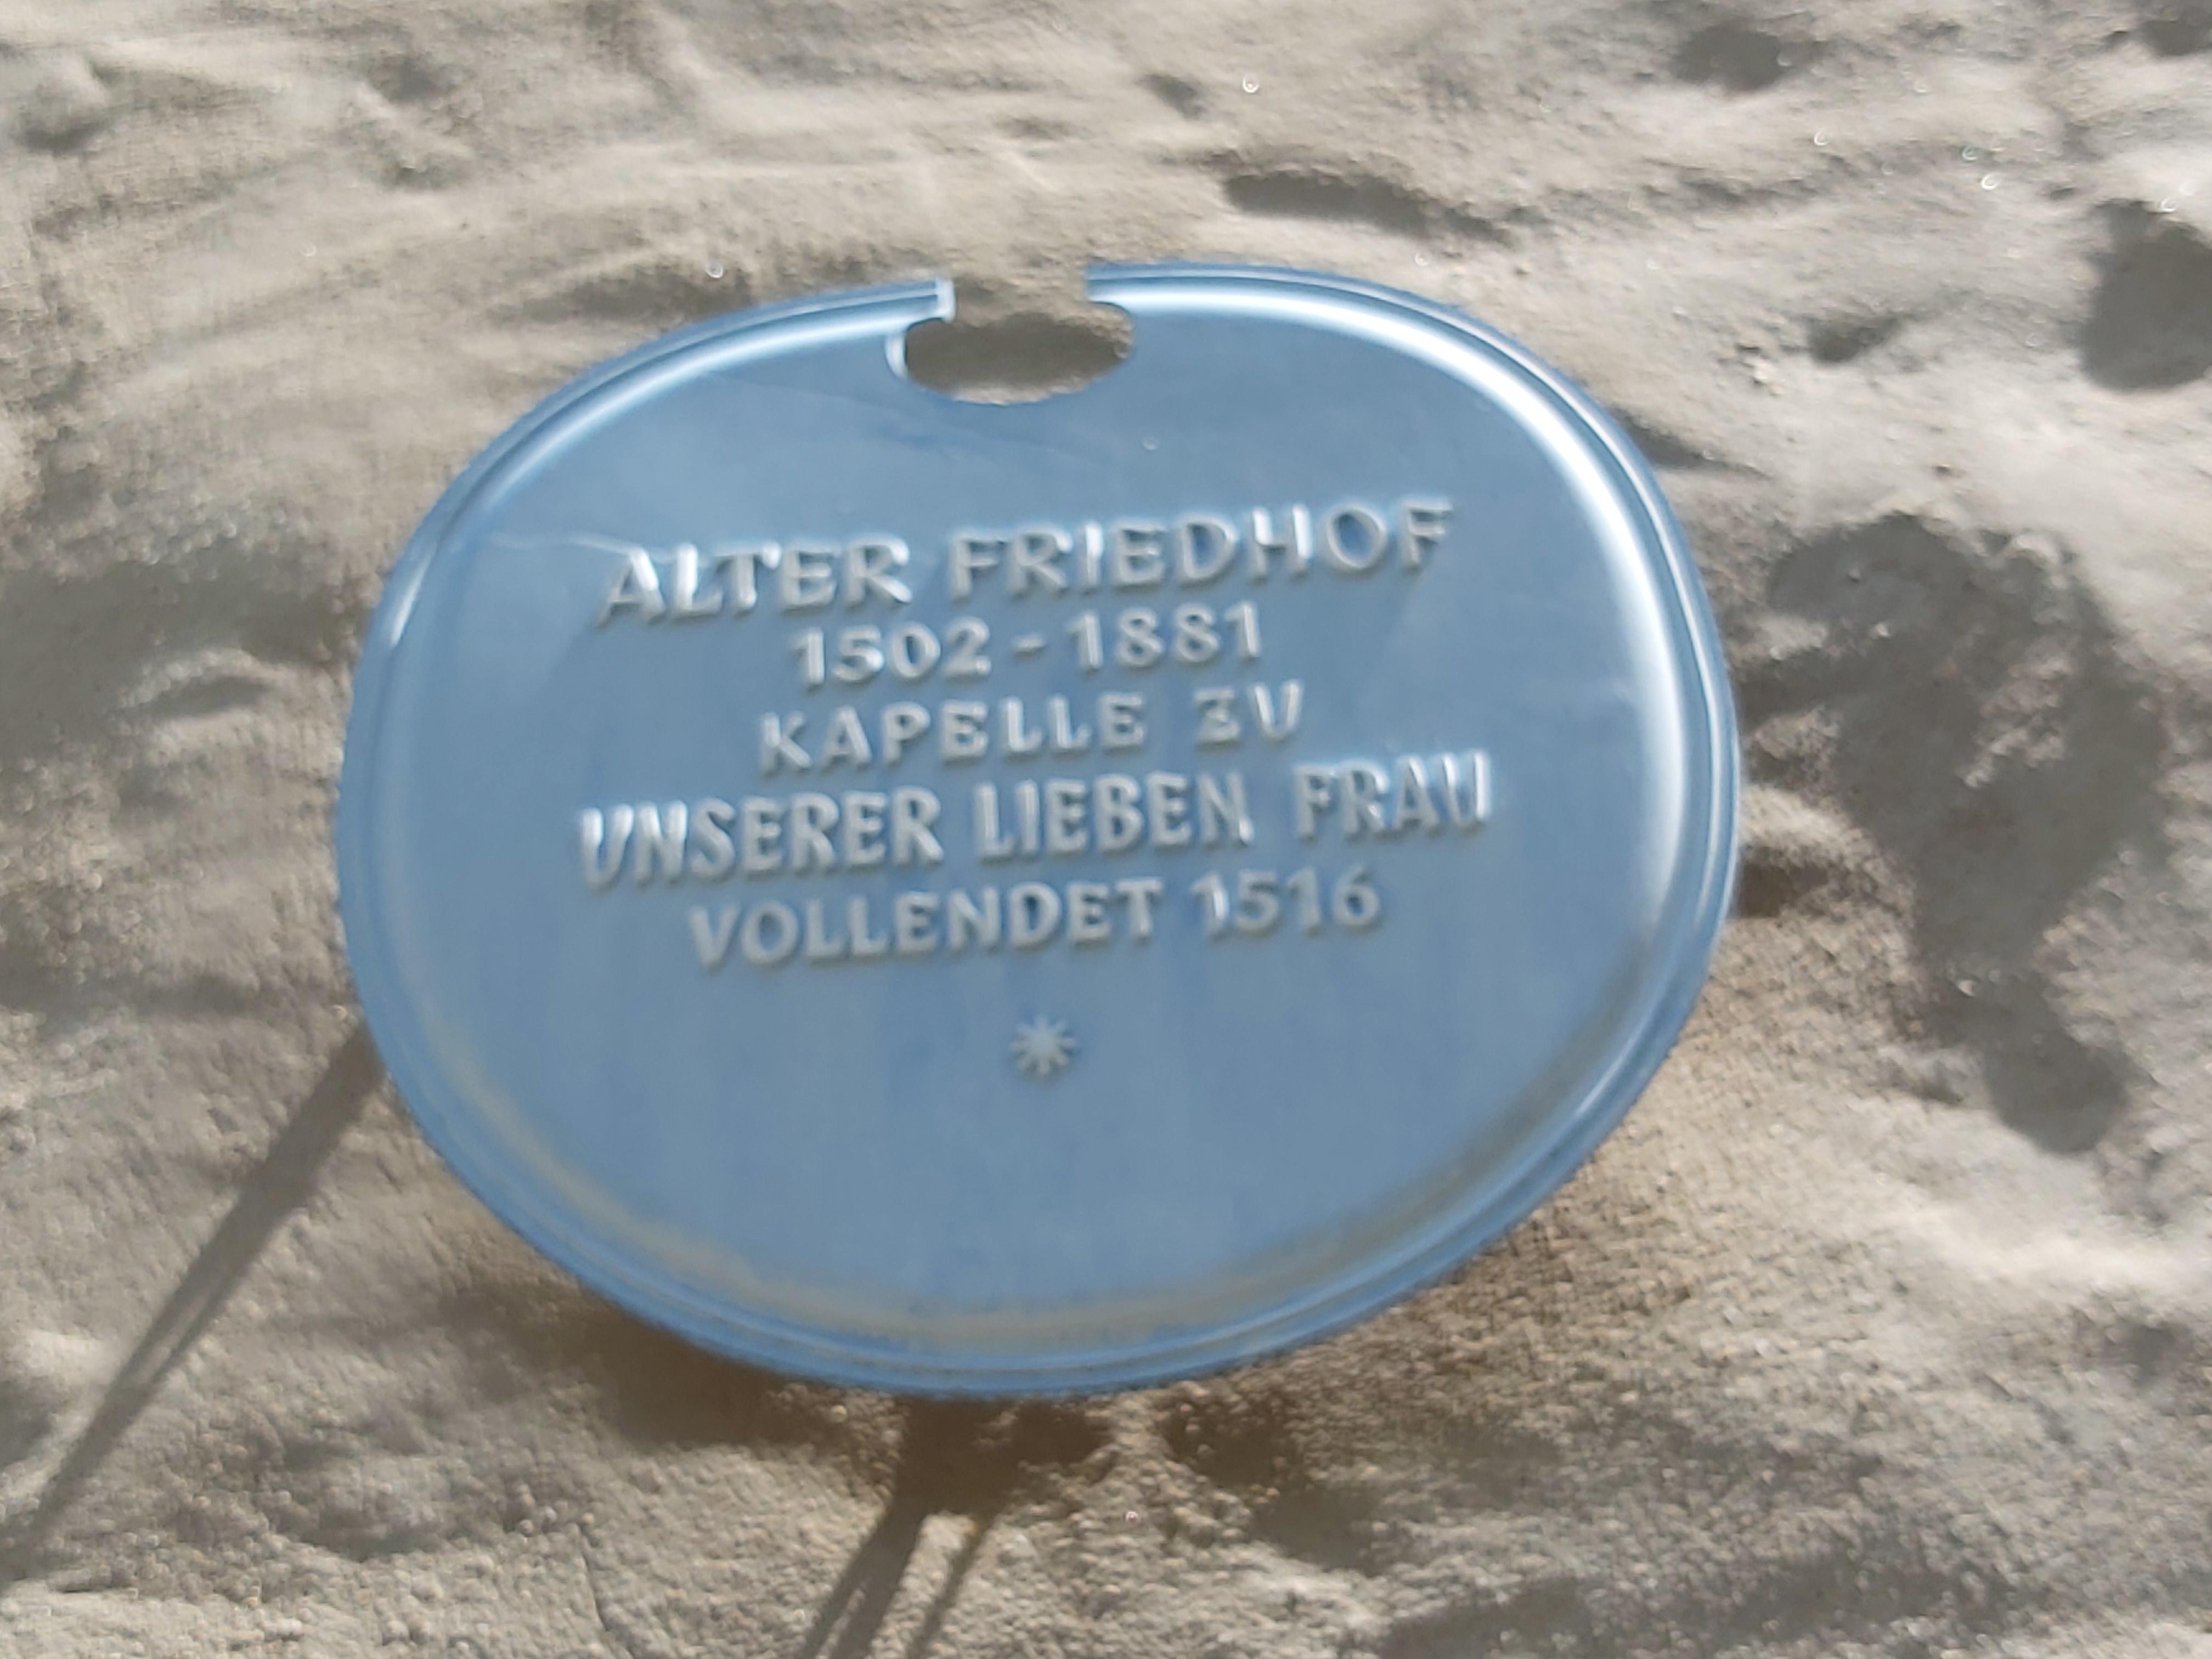 ALTER FRIEDHOF
1502 - 1881
KAPELLE ZU
UNSERER LIEBEN FRAU
VOLLENDET 1516